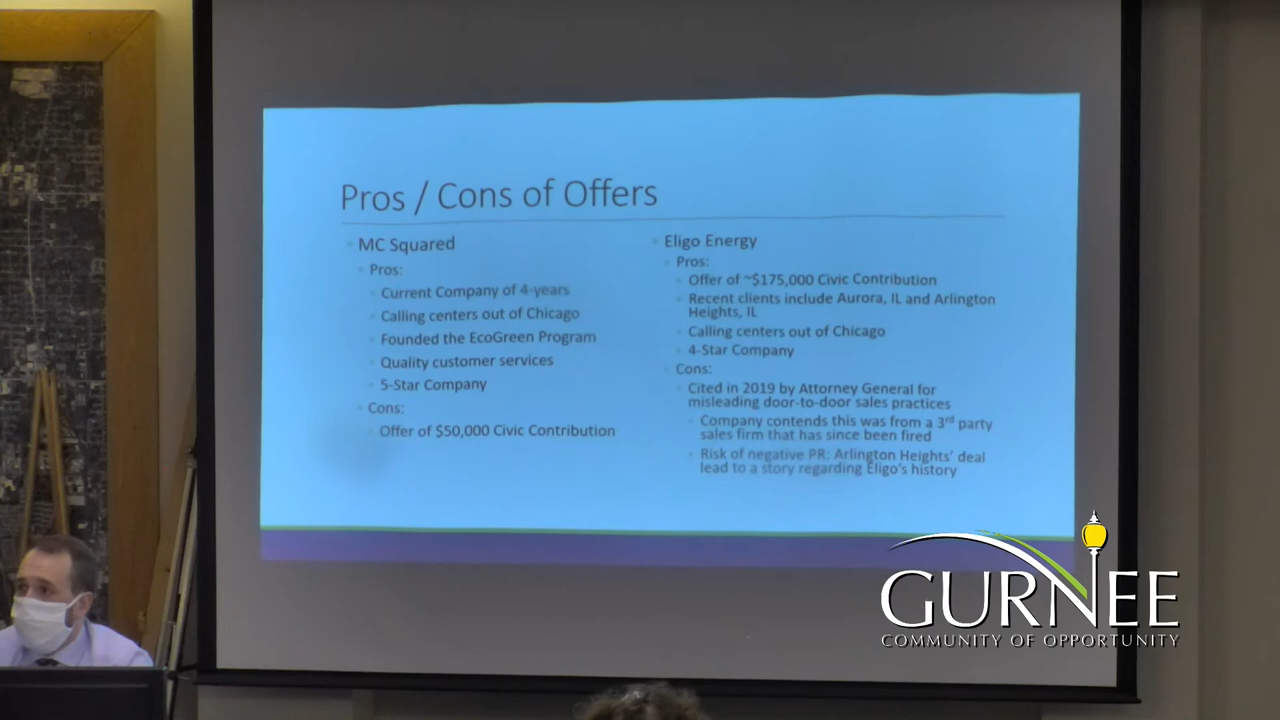 Pros / Cons of Offers
MC Squared
Pros:
Current Company of 4-years
Calling centers out of Chicago
Founded the EcoGreen Program
Quality customer services
5-Star Company
Cons:
Offer of $50,000 Civic Contribution
Eligo Energy
Pros:
Offer of ~$175,000 Civic Contribution
Recent clients include Aurora, IL and Arlington
Heights, IL
Calling centers out of Chicago
4-Star Company
Cons:
Cited in 2019 by Attorney General for
misleading door-to-door sales practices
Company contends this was from a 3rd party
sales firm that has since been fired
Risk of negative PR: Arlington Heights' deal
lead to a story regarding Eligo's history
GURNEE
COMMUNITY OF OPPORTUNITY